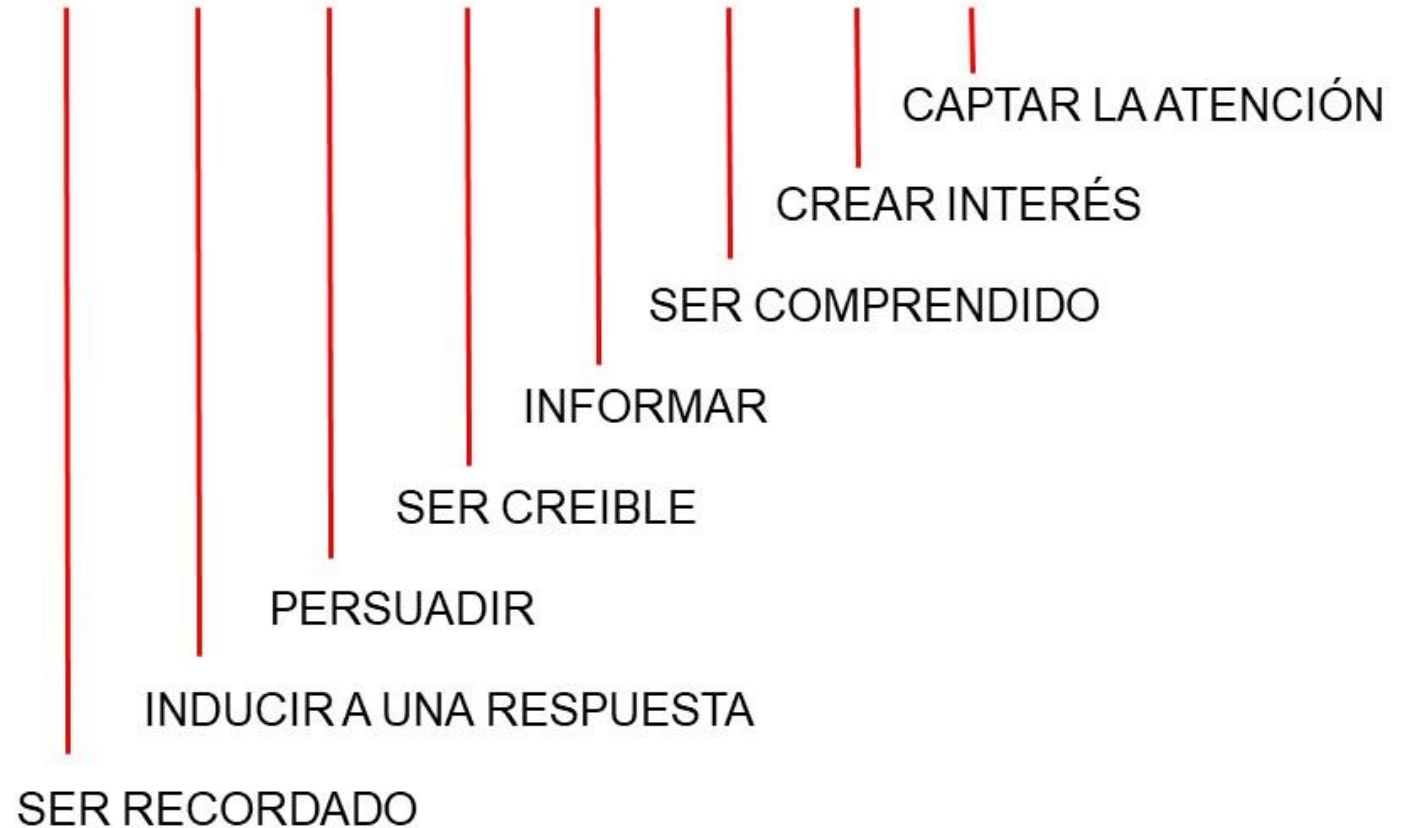 CAPTAR LA ATENCIÓN
CREAR INTERÉS
SER COMPRENDIDO
INFORMAR
SER CREIBLE
PERSUADIR
INDUCIR A UNA RESPUESTA
SER RECORDADO